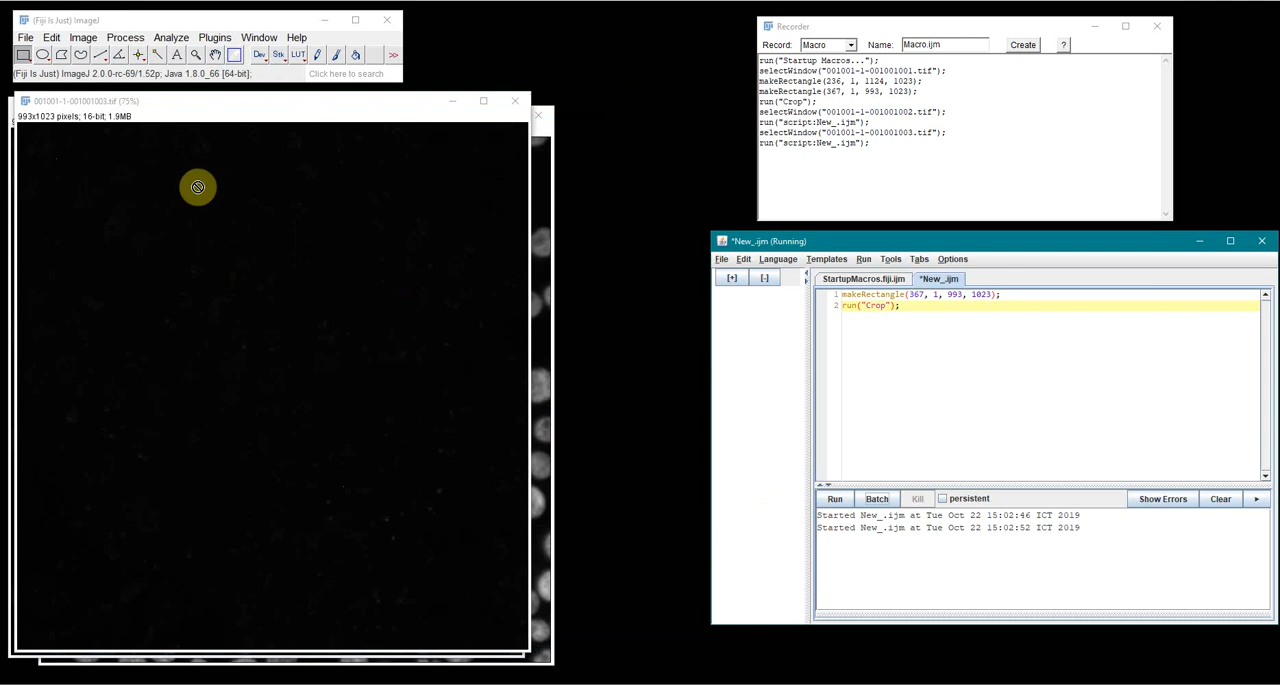 (Fiji Is Just) ImageJ
File Edit Image Process Analyze Plugins Window Help
Dev Stk LUT >>
(Fiji Is Just) ImageJ 2.0.0-rc-69/1.52p; Java 1.8.0_66 [64-bit]; Click here to search
001001-1-001001003.tif (75%)
993x1023 pixels; 16-bit; 1.9MB
Recorder
Record: Macro Name: Macro.ijm Create ?
run("Startup Macros...");
selectWindow("001001-1-001001001.tif");
makeRectangle(236, 1, 1124, 1023);
makeRectangle(367, 1, 993, 1023);
run("Crop");
selectWindow("001001-1-001001002.tif");
run("script:New_.ijm");
selectWindow("001001-1-001001003.tif");
run("script:New_.ijm");
*New_.ijm (Running)
File Edit Language Templates Run Tools Tabs Options
[+] [-] StartupMacros.fiji.ijm *New_.ijm
1 makeRectangle(367, 1, 993, 1023);
2 run("Crop");
Run Batch Kill persistent Show Errors Clear
Started New_.ijm at Tue Oct 22 15:02:46 ICT 2019
Started New_.ijm at Tue Oct 22 15:02:52 ICT 2019